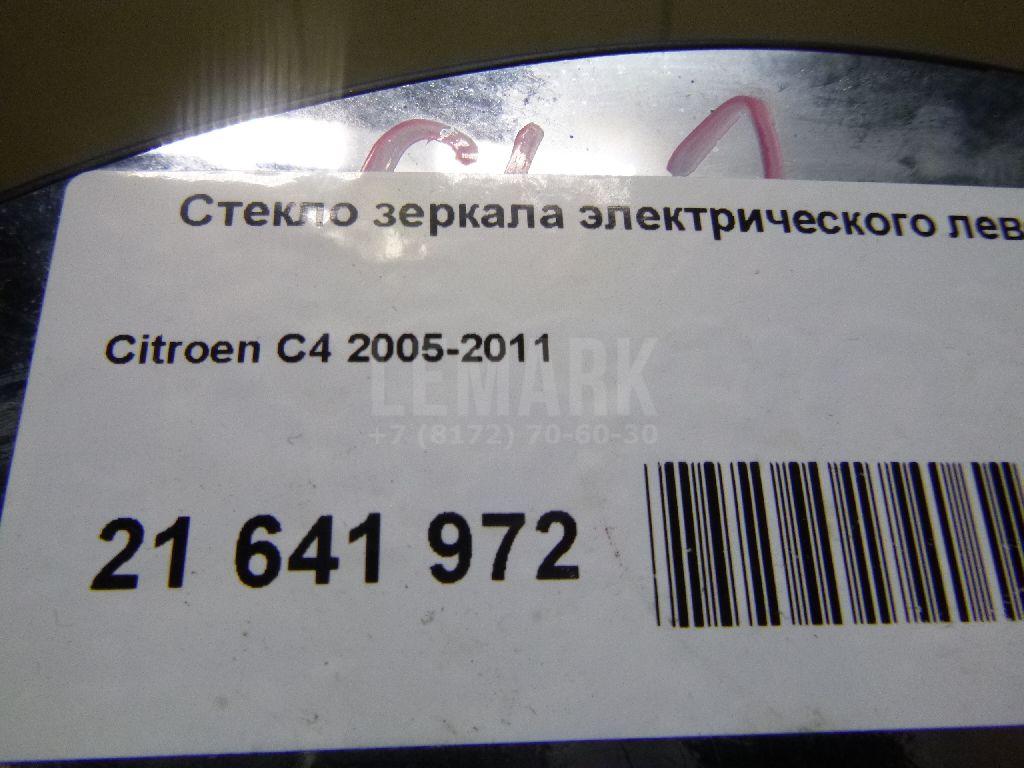 Стекло зеркала электрического лев
Citroen C4 2005-2011
LEMARK
+7 (8172) 70-60-30
21 641 972